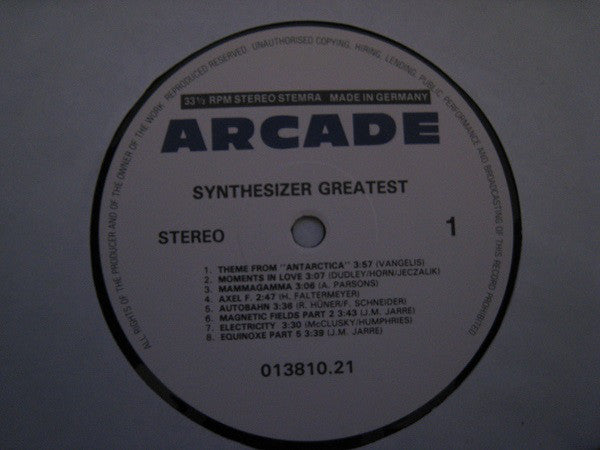 ALL RIGHTS OF THE PRODUCER AND OF THE OWNER OF THE WORK REPRODUCED RESERVED. UNAUTHORISED COPYING, HIRING, LENDING, PUBLIC PERFORMANCE AND BROADCASTING OF THIS RECORD PROHIBITED
33⅓ RPM STEREO STEMRA MADE IN GERMANY
ARCADE
SYNTHESIZER GREATEST
STEREO 1
1. THEME FROM "ANTARCTICA" 3:57 (VANGELIS)
2. MOMENTS IN LOVE 3:07 (DUDLEY/HORN/JECZALIK)
3. MAMMAGAMMA 3:06 (A. PARSONS)
4. AXEL F. 2:47 (H. FALTERMEYER)
5. AUTOBAHN 3:36 (R. HÜNER/F. SCHNEIDER)
6. MAGNETIC FIELDS PART 2 3:43 (J.M. JARRE)
7. ELECTRICITY 3:30 (McCLUSKY/HUMPHRIES)
8. EQUINOXE PART 5 3:39 (J.M. JARRE)
013810.21